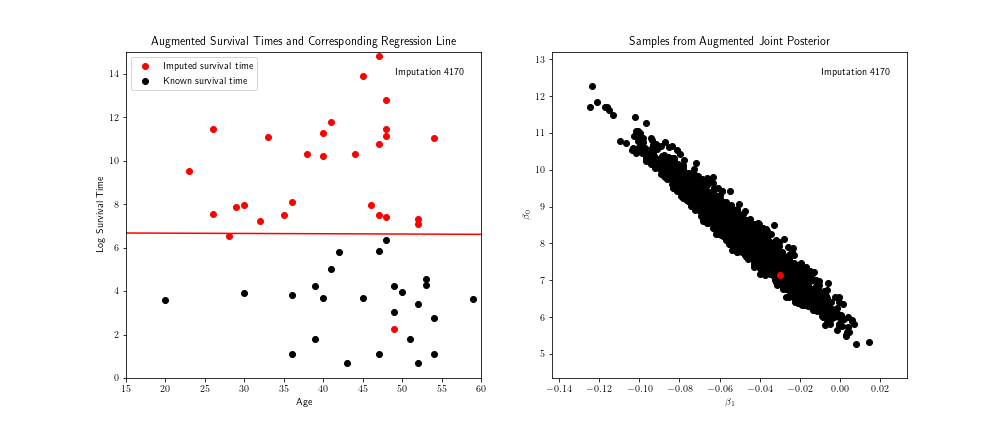 Augmented Survival Times and Corresponding Regression Line
Imputed survival time
Known survival time
Imputation 4170
Log Survival Time
14
12
10
8
6
4
2
0
15 20 25 30 35 40 45 50 55 60
Age
Samples from Augmented Joint Posterior
Imputation 4170
β₀
13
12
11
10
9
8
7
6
5
−0.14 −0.12 −0.10 −0.08 −0.06 −0.04 −0.02 0.00 0.02
β₁